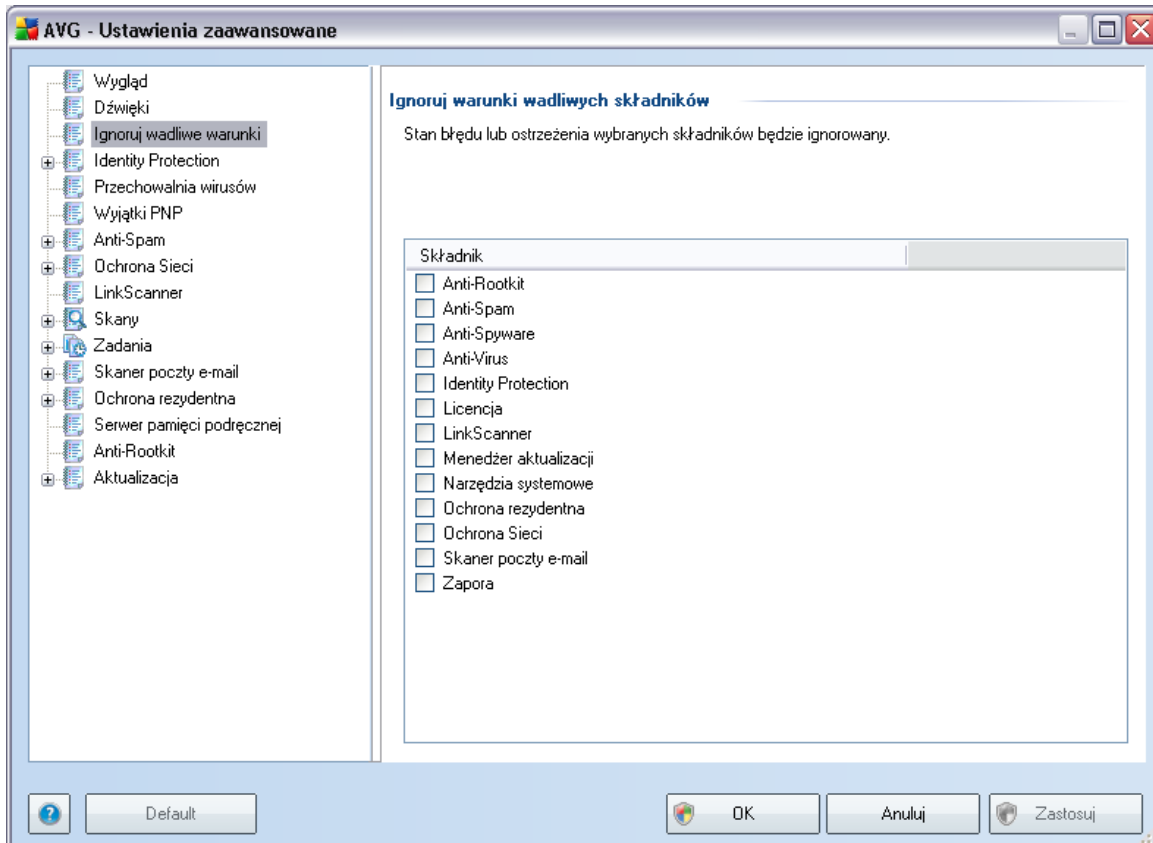 AVG - Ustawienia zaawansowane
Wygląd
Dźwięki
Ignoruj wadliwe warunki
Identity Protection
Przechowalnia wirusów
Wyjątki PNP
Anti-Spam
Ochrona Sieci
LinkScanner
Skany
Zadania
Skaner poczty e-mail
Ochrona rezydentna
Serwer pamięci podręcznej
Anti-Rootkit
Aktualizacja
Ignoruj warunki wadliwych składników
Stan błędu lub ostrzeżenia wybranych składników będzie ignorowany.
Składnik
Anti-Rootkit
Anti-Spam
Anti-Spyware
Anti-Virus
Identity Protection
Licencja
LinkScanner
Menedżer aktualizacji
Narzędzia systemowe
Ochrona rezydentna
Ochrona Sieci
Skaner poczty e-mail
Zapora
Default
OK
Anuluj
Zastosuj